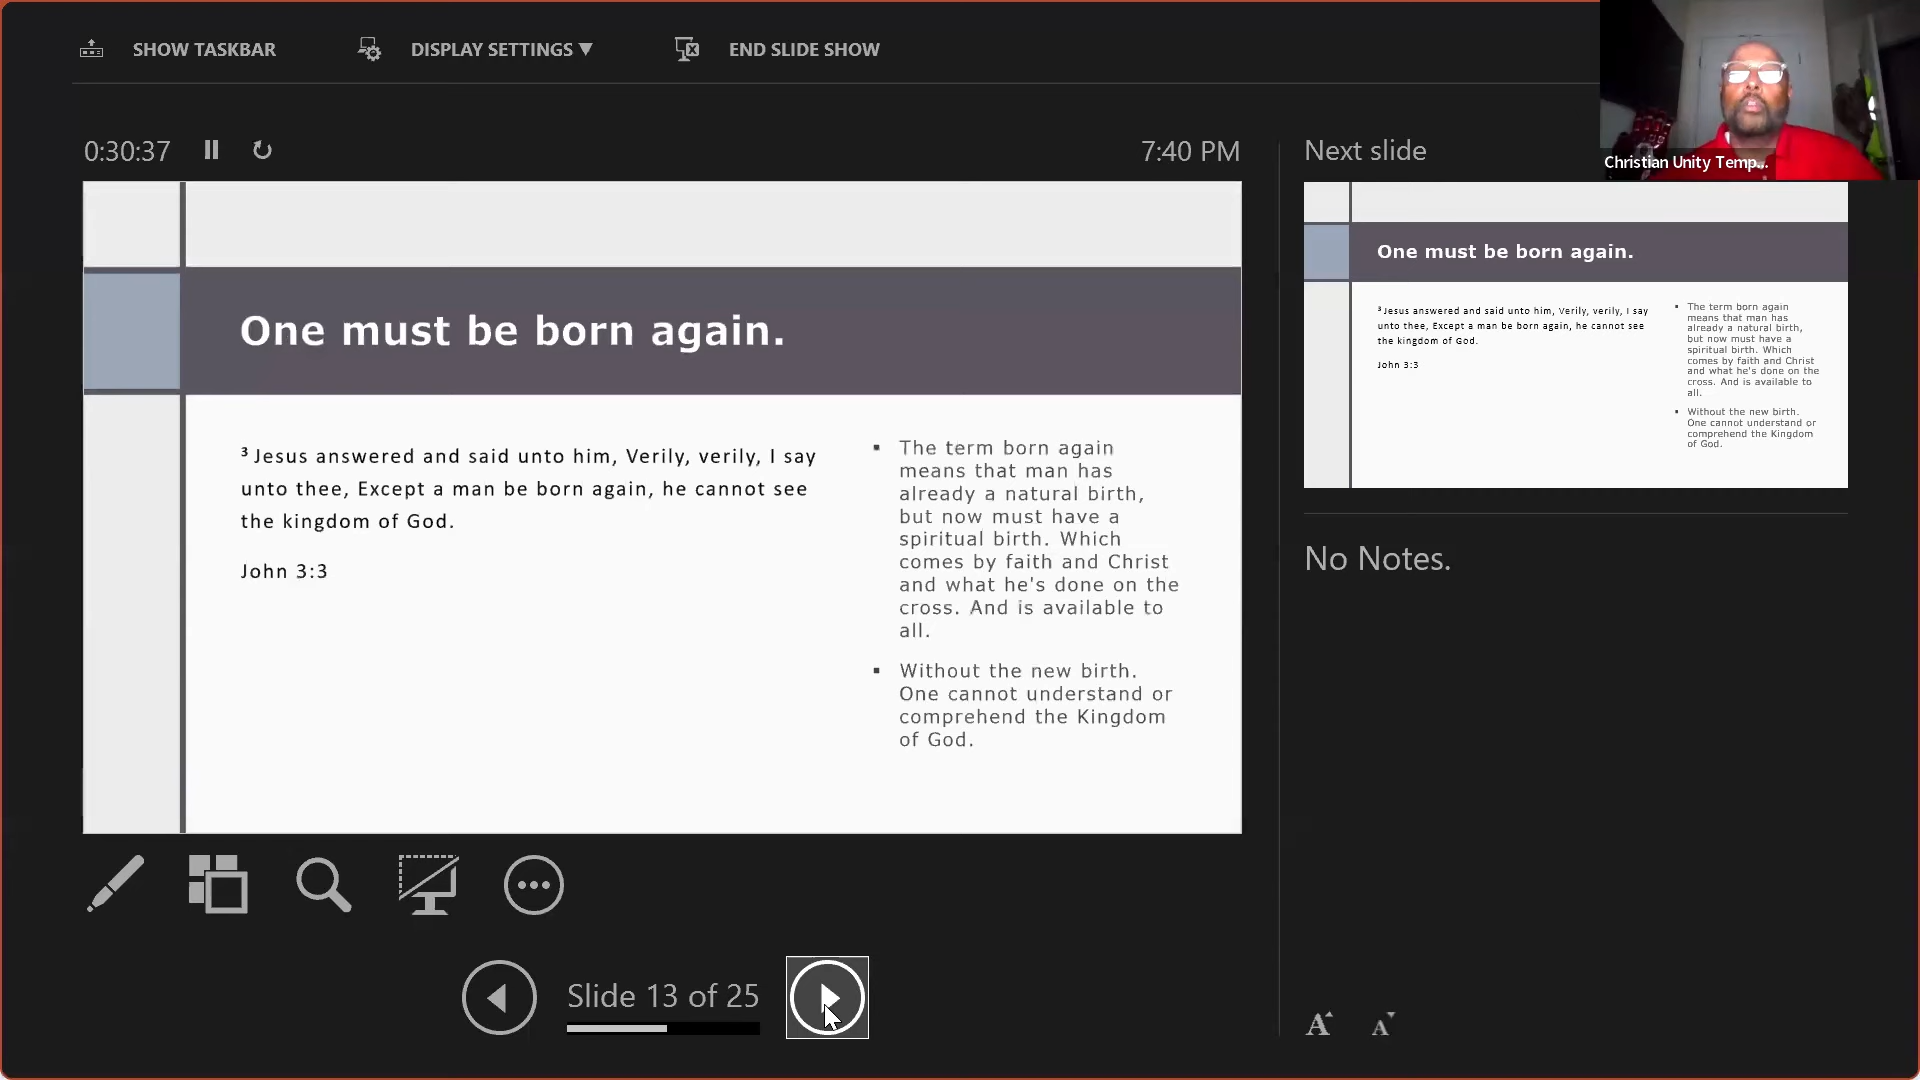 SHOW TASKBAR
DISPLAY SETTINGS ▼
END SLIDE SHOW
Christian Unity Temp...
0:30:37
7:40 PM
Next slide
One must be born again.
3 Jesus answered and said unto him, Verily, verily, I say
unto thee, Except a man be born again, he cannot see
the kingdom of God.
John 3:3
▪ The term born again
means that man has
already a natural birth,
but now must have a
spiritual birth. Which
comes by faith and Christ
and what he's done on the
cross. And is available to
all.
▪ Without the new birth.
One cannot understand or
comprehend the Kingdom
of God.
One must be born again.
3 Jesus answered and said unto him, Verily, verily, I say
unto thee, Except a man be born again, he cannot see
the kingdom of God.
John 3:3
▪ The term born again
means that man has
already a natural birth,
but now must have a
spiritual birth. Which
comes by faith and Christ
and what he's done on the
cross. And is available to
all.
▪ Without the new birth.
One cannot understand or
comprehend the Kingdom
of God.
No Notes.
Slide 13 of 25
A A